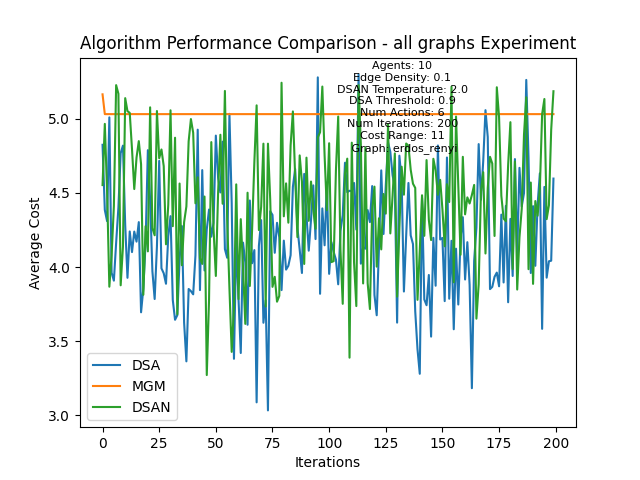 Algorithm Performance Comparison - all graphs Experiment
Agents: 10
Edge Density: 0.1
DSAN Temperature: 2.0
DSA Threshold: 0.9
Num Actions: 6
Num Iterations: 200
Cost Range: 11
Graph: erdos_renyi
Average Cost
5.0
4.5
4.0
3.5
3.0
DSA
MGM
DSAN
0 25 50 75 100 125 150 175 200
Iterations